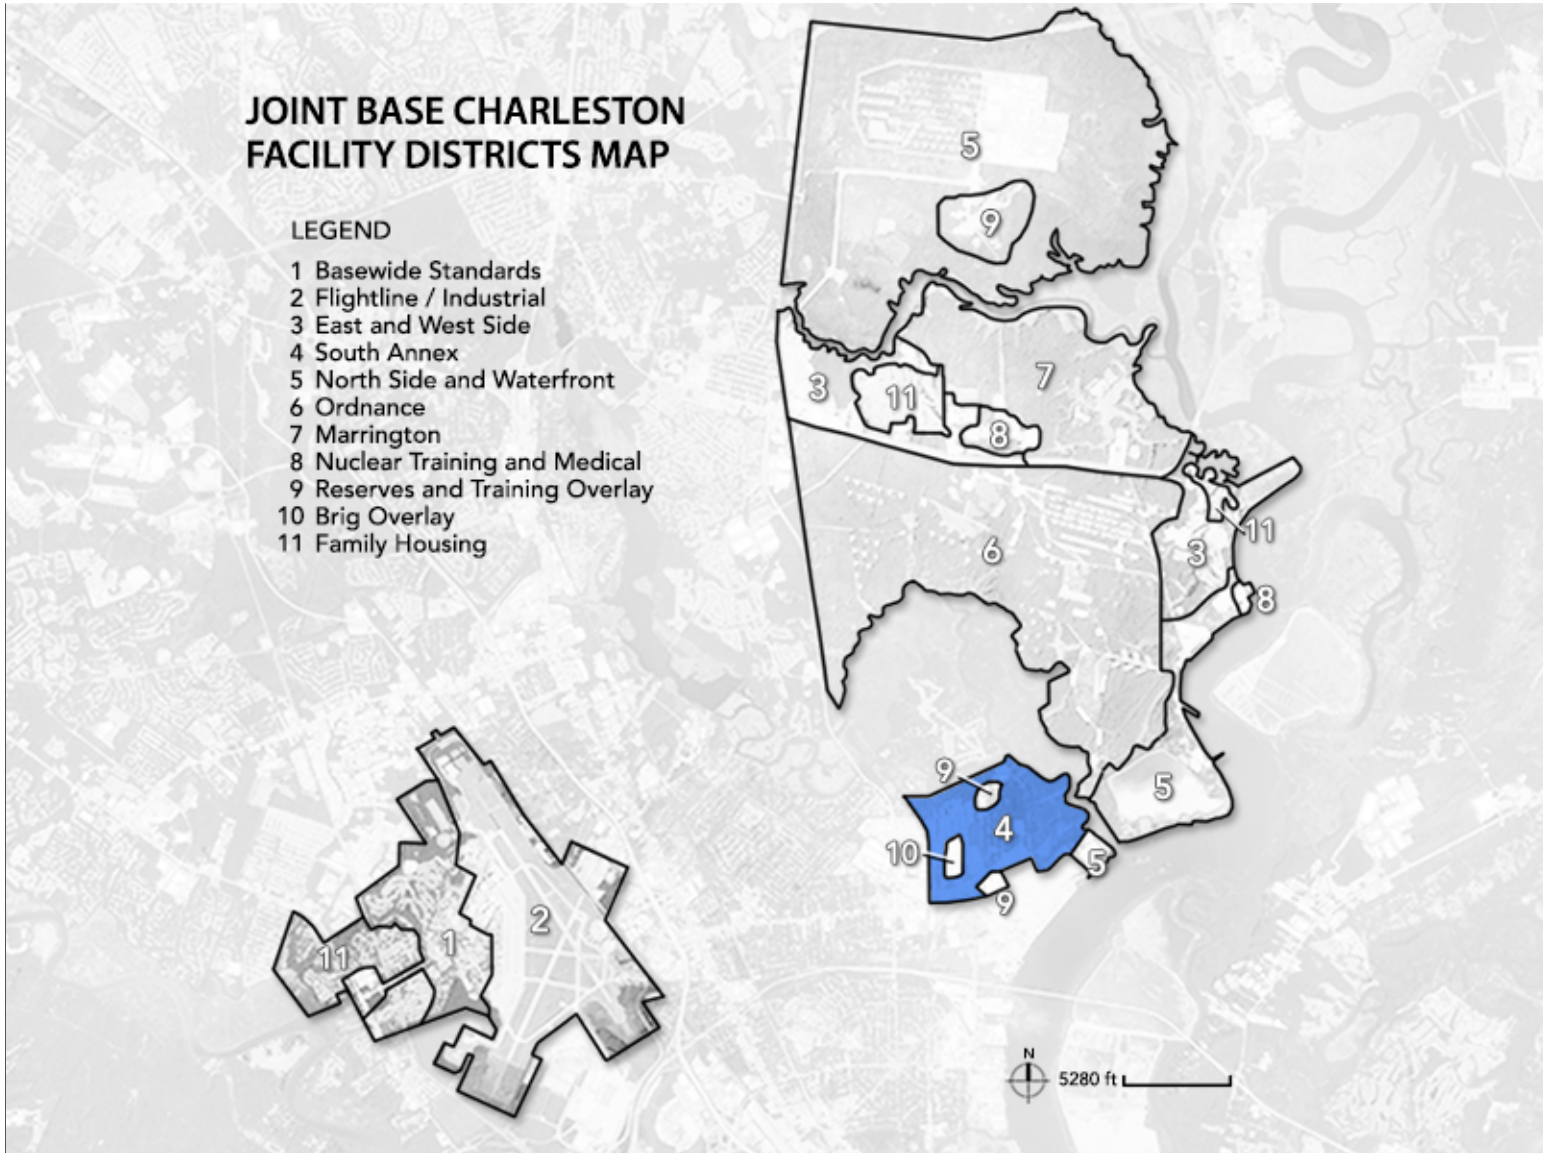 JOINT BASE CHARLESTON
FACILITY DISTRICTS MAP
LEGEND
1 Basewide Standards
2 Flightline / Industrial
3 East and West Side
4 South Annex
5 North Side and Waterfront
6 Ordnance
7 Marrington
8 Nuclear Training and Medical
9 Reserves and Training Overlay
10 Brig Overlay
11 Family Housing
5
9
7
3
11
8
11
3
6
8
9
5
4
10
5
9
2
1
11
N
5280 ft